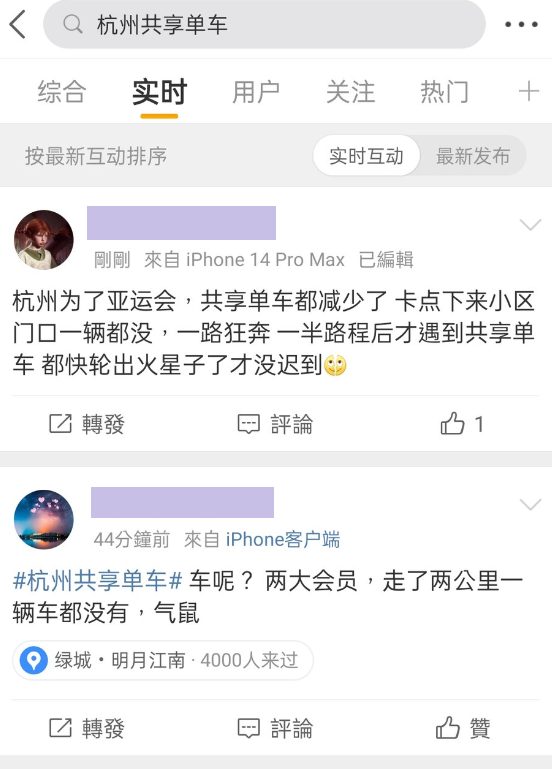 杭州共享单车
综合 实时 用户 关注 热门
按最新互动排序 实时互动 最新发布
剛剛 來自 iPhone 14 Pro Max 已編輯
杭州为了亚运会，共享单车都减少了 卡点下来小区
门口一辆都没，一路狂奔 一半路程后才遇到共享单
车 都快轮出火星子了才没迟到
轉發 評論 1
44分鐘前 來自 iPhone客户端
#杭州共享单车# 车呢？ 两大会员，走了两公里一
辆车都没有，气鼠
绿城·明月江南 · 4000人来过
轉發 評論 贊